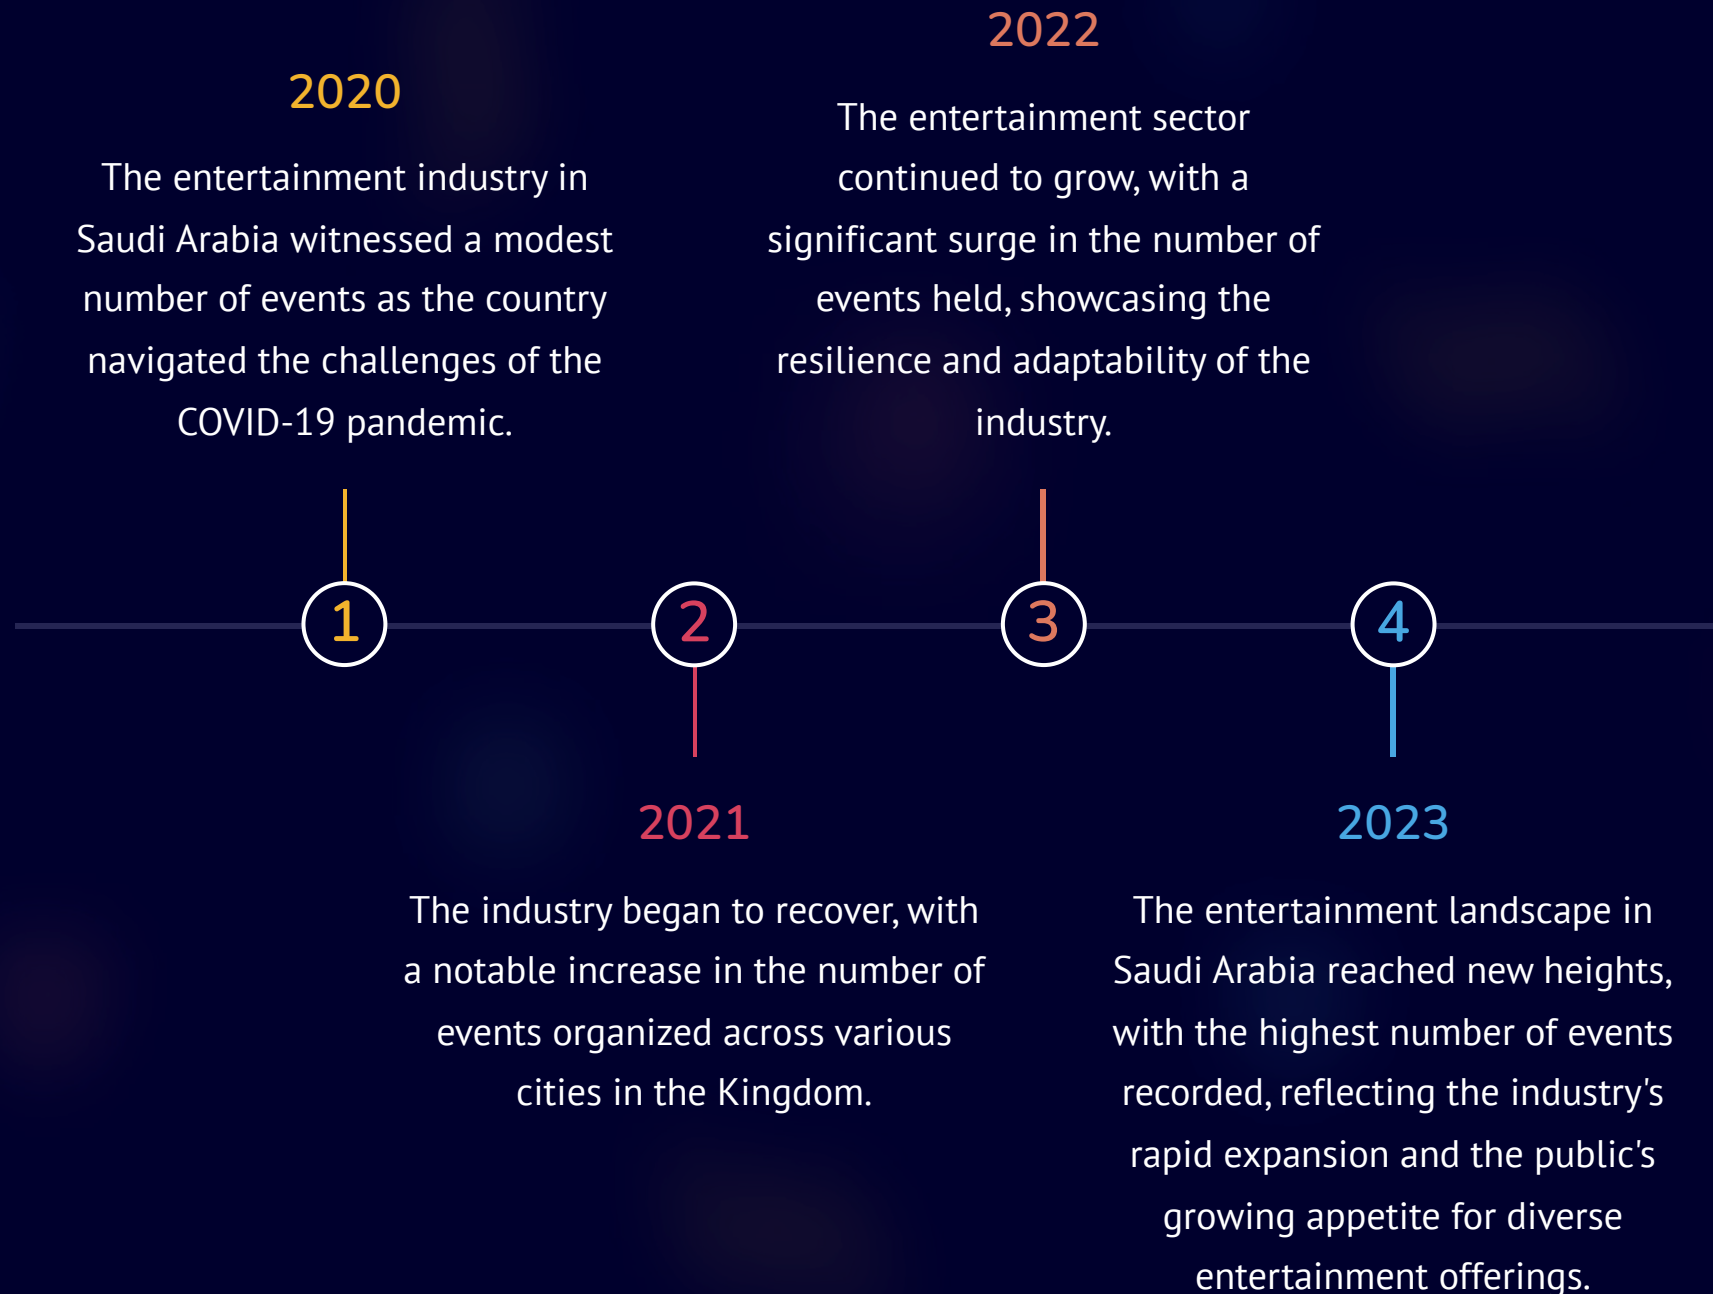 2020
The entertainment industry in
Saudi Arabia witnessed a modest
number of events as the country
navigated the challenges of the
COVID-19 pandemic.
2022
The entertainment sector
continued to grow, with a
significant surge in the number of
events held, showcasing the
resilience and adaptability of the
industry.
1
2
3
4
2021
The industry began to recover, with
a notable increase in the number of
events organized across various
cities in the Kingdom.
2023
The entertainment landscape in
Saudi Arabia reached new heights,
with the highest number of events
recorded, reflecting the industry's
rapid expansion and the public's
growing appetite for diverse
entertainment offerings.